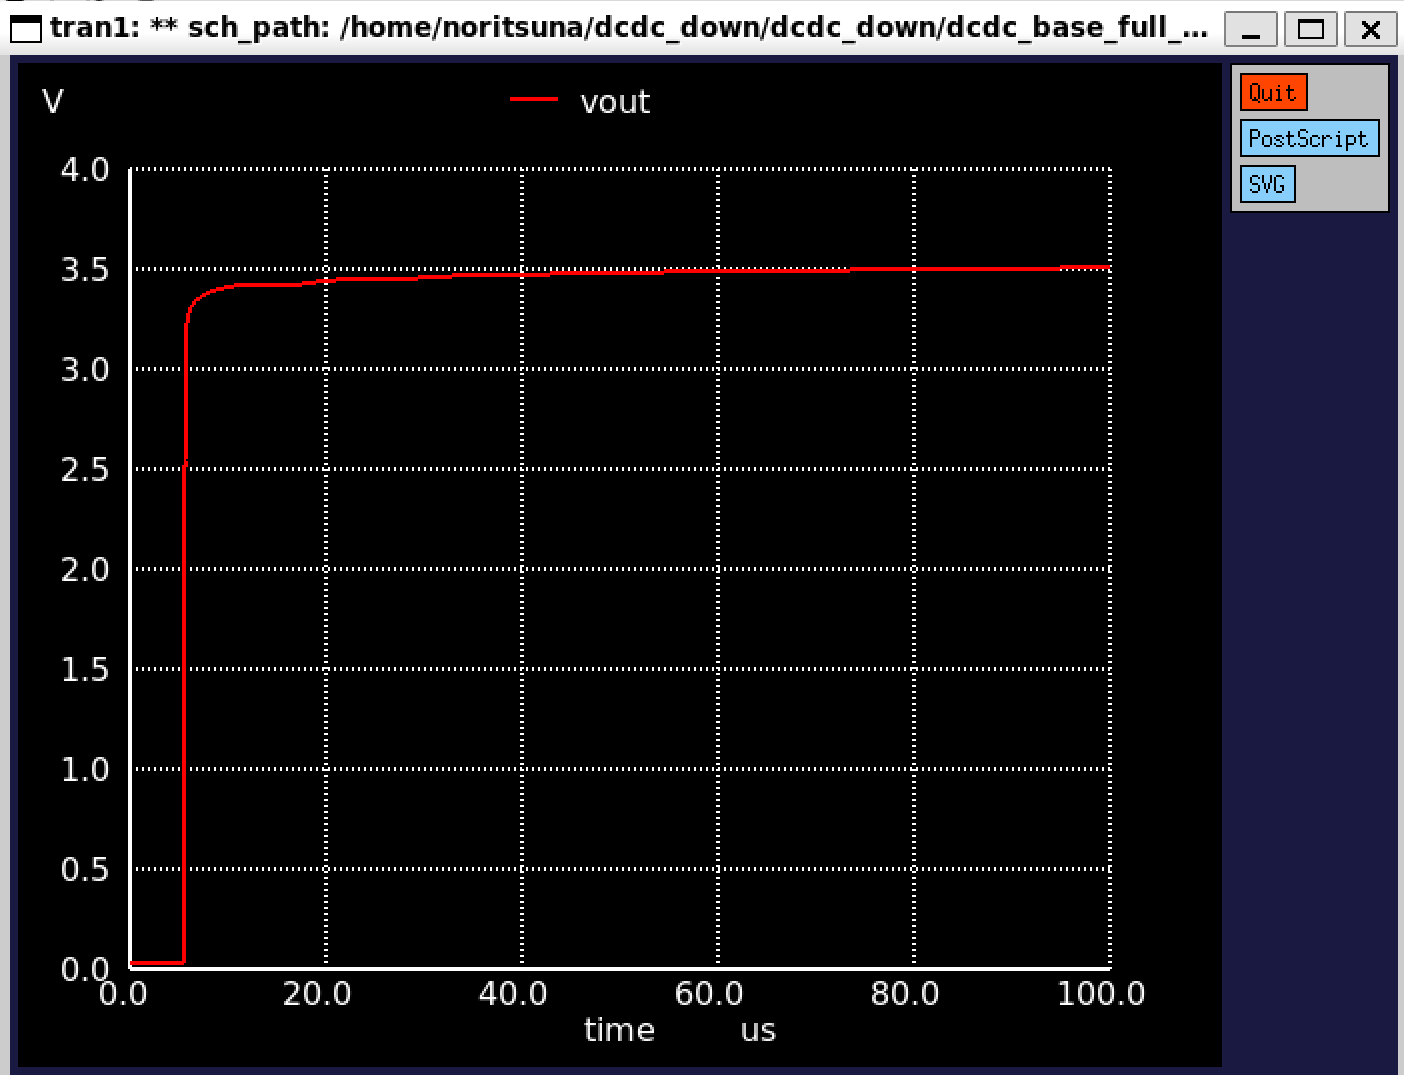 tran1: ** sch_path: /home/noritsuna/dcdc_down/dcdc_down/dcdc_base_full_...
Quit
PostScript
SVG
V
vout
4.0
3.5
3.0
2.5
2.0
1.5
1.0
0.5
0.0
0.0 20.0 40.0 60.0 80.0 100.0
time us